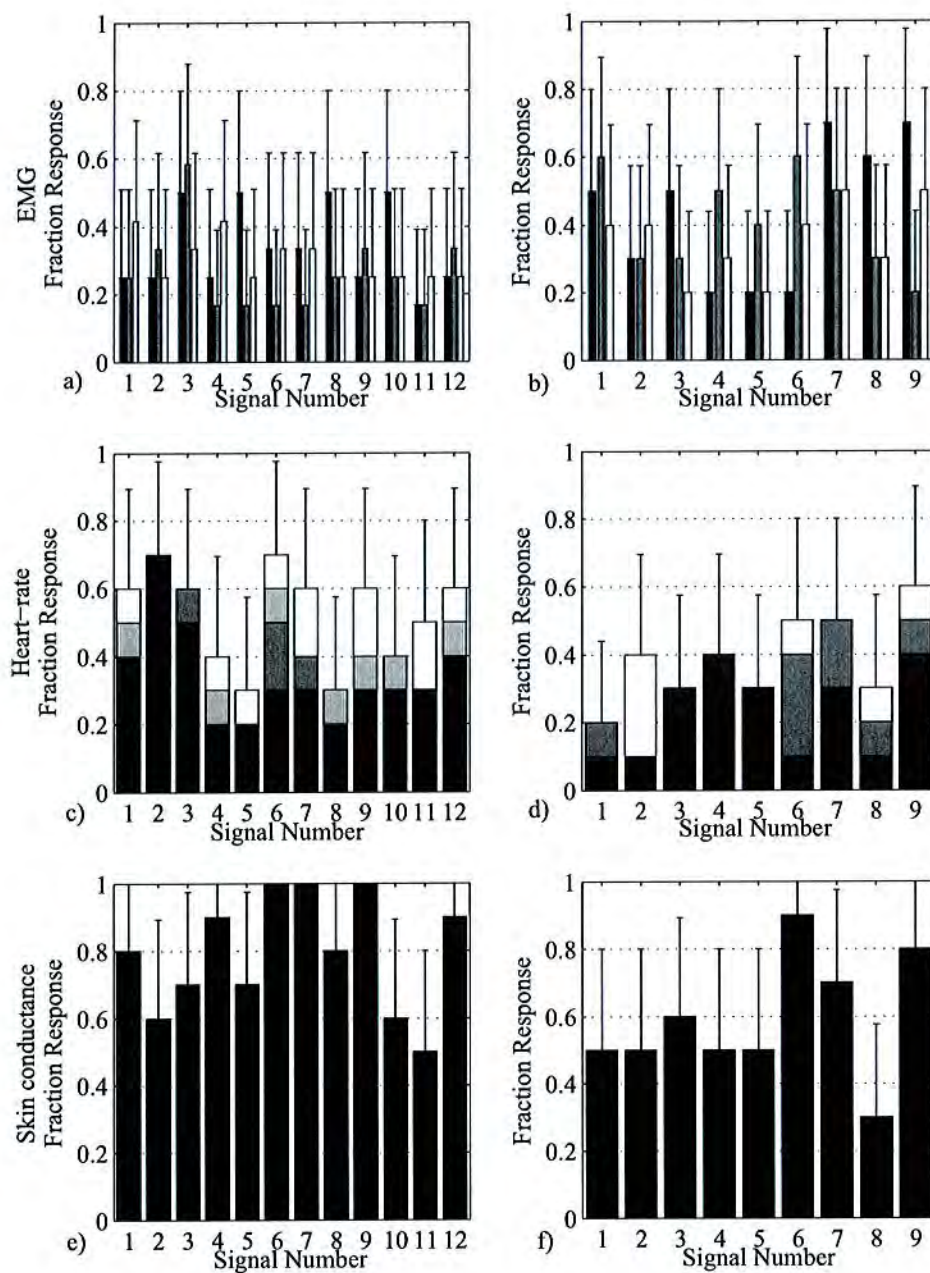 1
0.8
0.6
0.4
0.2
0
EMG
Fraction Response
a)
1 2 3 4 5 6 7 8 9 10 11 12
Signal Number
1
0.8
0.6
0.4
0.2
0
Fraction Response
b)
1 2 3 4 5 6 7 8 9
Signal Number
1
0.8
0.6
0.4
0.2
0
Heart-rate
Fraction Response
c)
1 2 3 4 5 6 7 8 9 10 11 12
Signal Number
1
0.8
0.6
0.4
0.2
0
Fraction Response
d)
1 2 3 4 5 6 7 8 9
Signal Number
1
0.8
0.6
0.4
0.2
0
Skin conductance
Fraction Response
e)
1 2 3 4 5 6 7 8 9 10 11 12
Signal Number
1
0.8
0.6
0.4
0.2
0
Fraction Response
f)
1 2 3 4 5 6 7 8 9
Signal Number